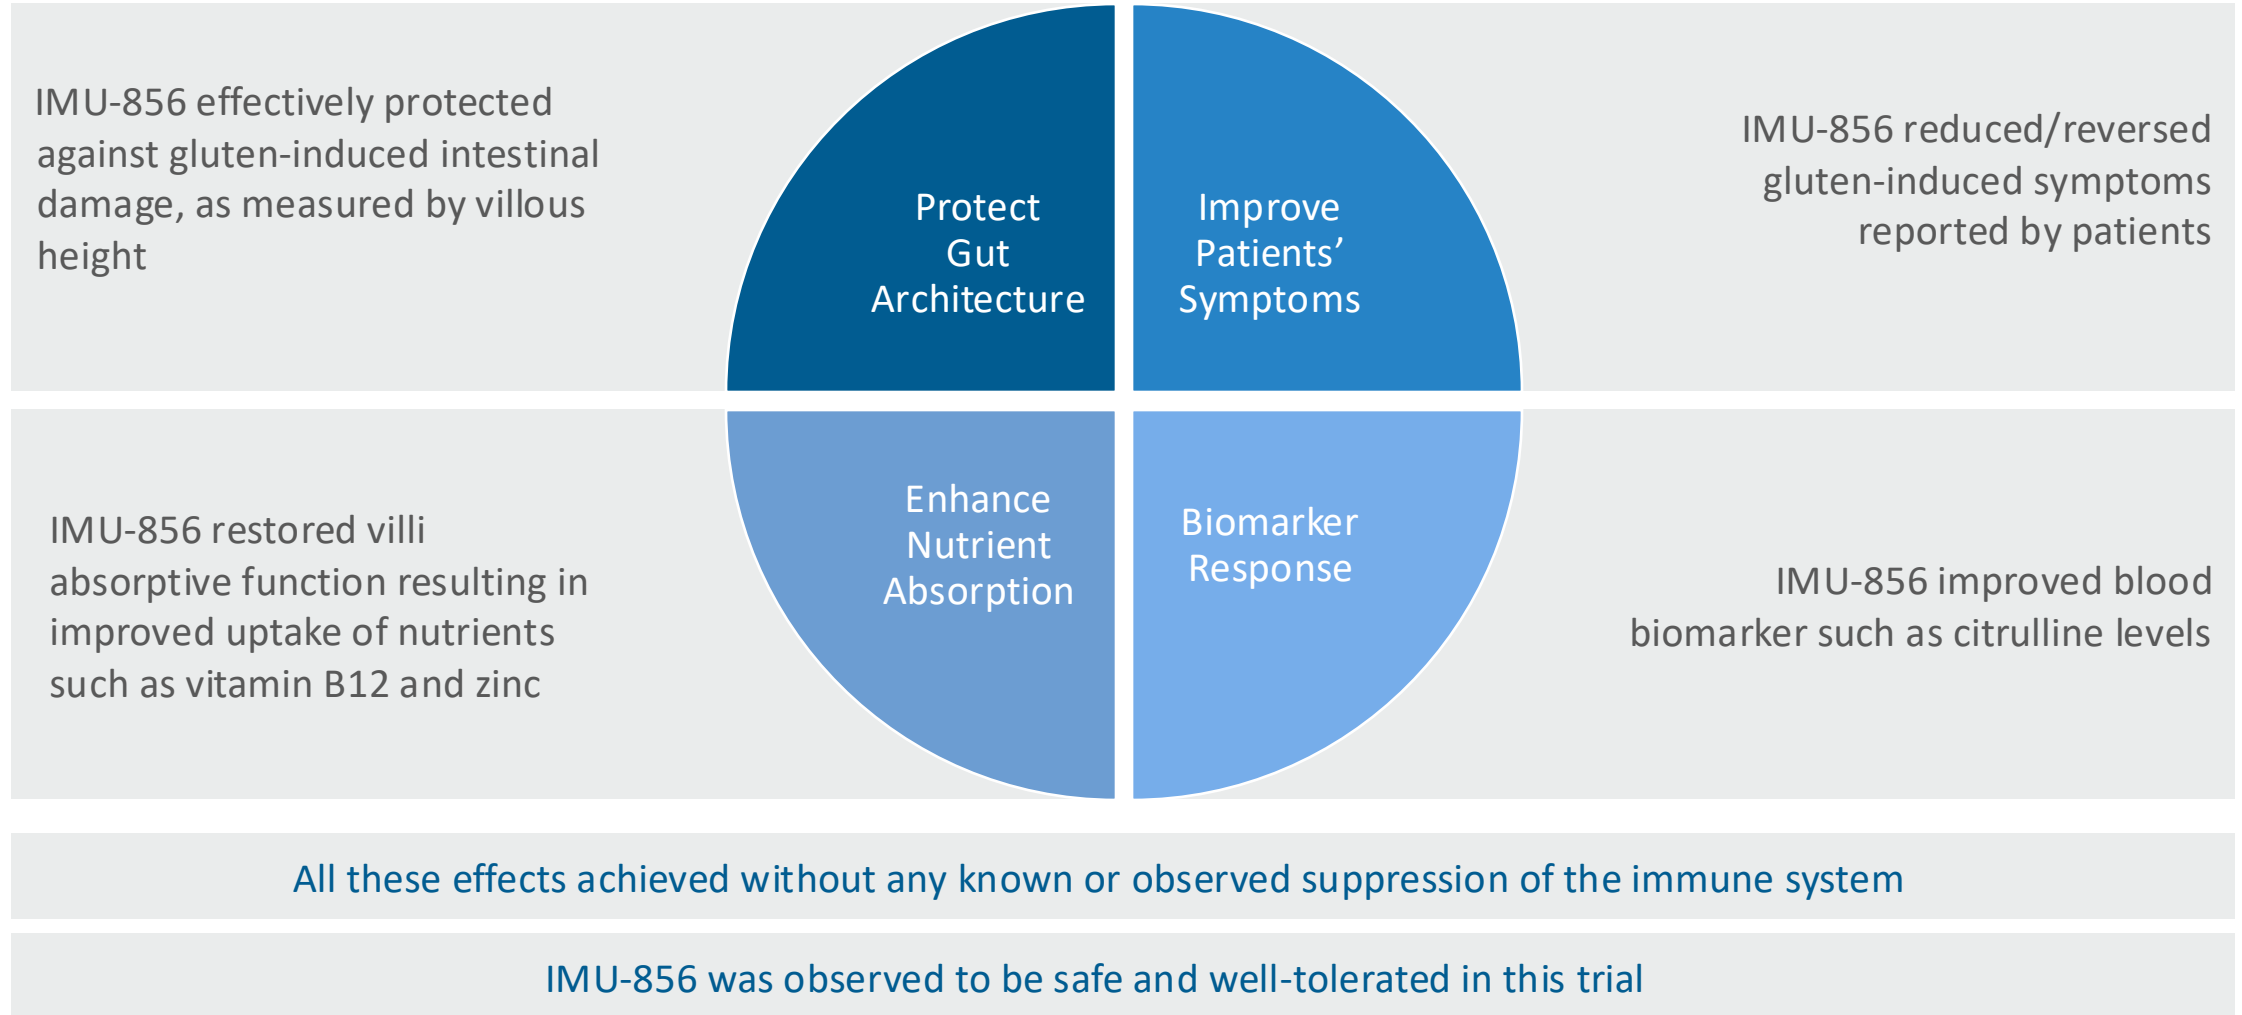 IMU-856 effectively protected
against gluten-induced intestinal
damage, as measured by villous
height
Protect
Gut
Architecture
Improve
Patients’
Symptoms
IMU-856 reduced/reversed
gluten-induced symptoms
reported by patients
IMU-856 restored villi
absorptive function resulting in
improved uptake of nutrients
such as vitamin B12 and zinc
Enhance
Nutrient
Absorption
Biomarker
Response
IMU-856 improved blood
biomarker such as citrulline levels
All these effects achieved without any known or observed suppression of the immune system
IMU-856 was observed to be safe and well-tolerated in this trial